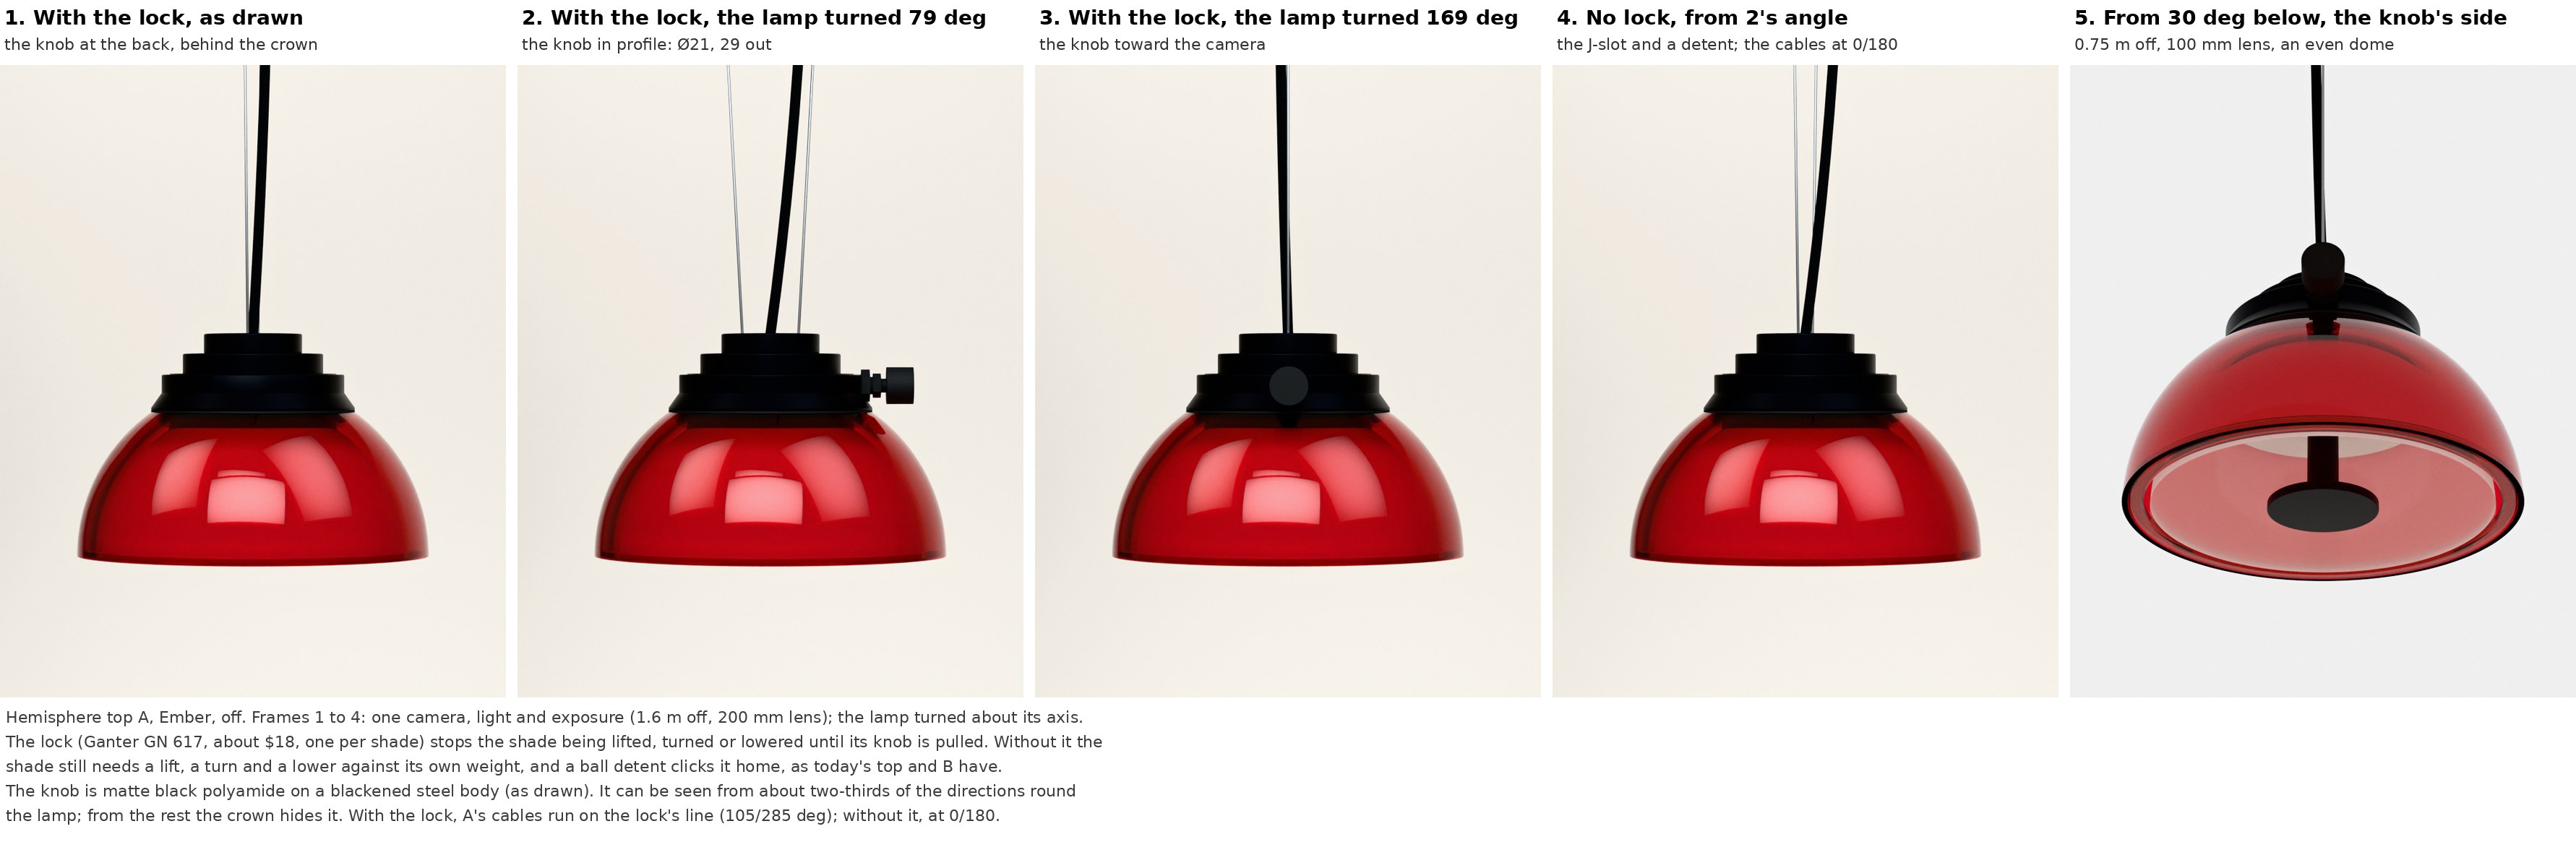 1. With the lock, as drawn
the knob at the back, behind the crown
2. With the lock, the lamp turned 79 deg
the knob in profile: Ø21, 29 out
3. With the lock, the lamp turned 169 deg
the knob toward the camera
4. No lock, from 2's angle
the J-slot and a detent; the cables at 0/180
5. From 30 deg below, the knob's side
0.75 m off, 100 mm lens, an even dome
Hemisphere top A, Ember, off. Frames 1 to 4: one camera, light and exposure (1.6 m off, 200 mm lens); the lamp turned about its axis.
The lock (Ganter GN 617, about $18, one per shade) stops the shade being lifted, turned or lowered until its knob is pulled. Without it the
shade still needs a lift, a turn and a lower against its own weight, and a ball detent clicks it home, as today's top and B have.
The knob is matte black polyamide on a blackened steel body (as drawn). It can be seen from about two-thirds of the directions round
the lamp; from the rest the crown hides it. With the lock, A's cables run on the lock's line (105/285 deg); without it, at 0/180.